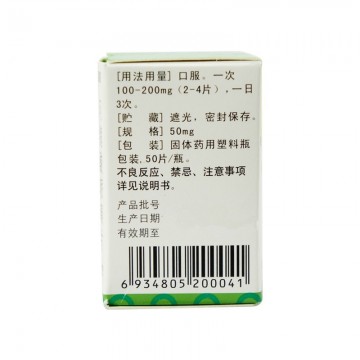 [用法用量] 口服。一次
100-200mg (2-4片),一日
3次。
[贮　藏] 遮光，密封保存。
[规　格] 50mg
[包　装] 固体药用塑料瓶
包装,50片/瓶。
不良反应、禁忌、注意事项
详见说明书。
产品批号
生产日期
有效期至
6 934805 200041